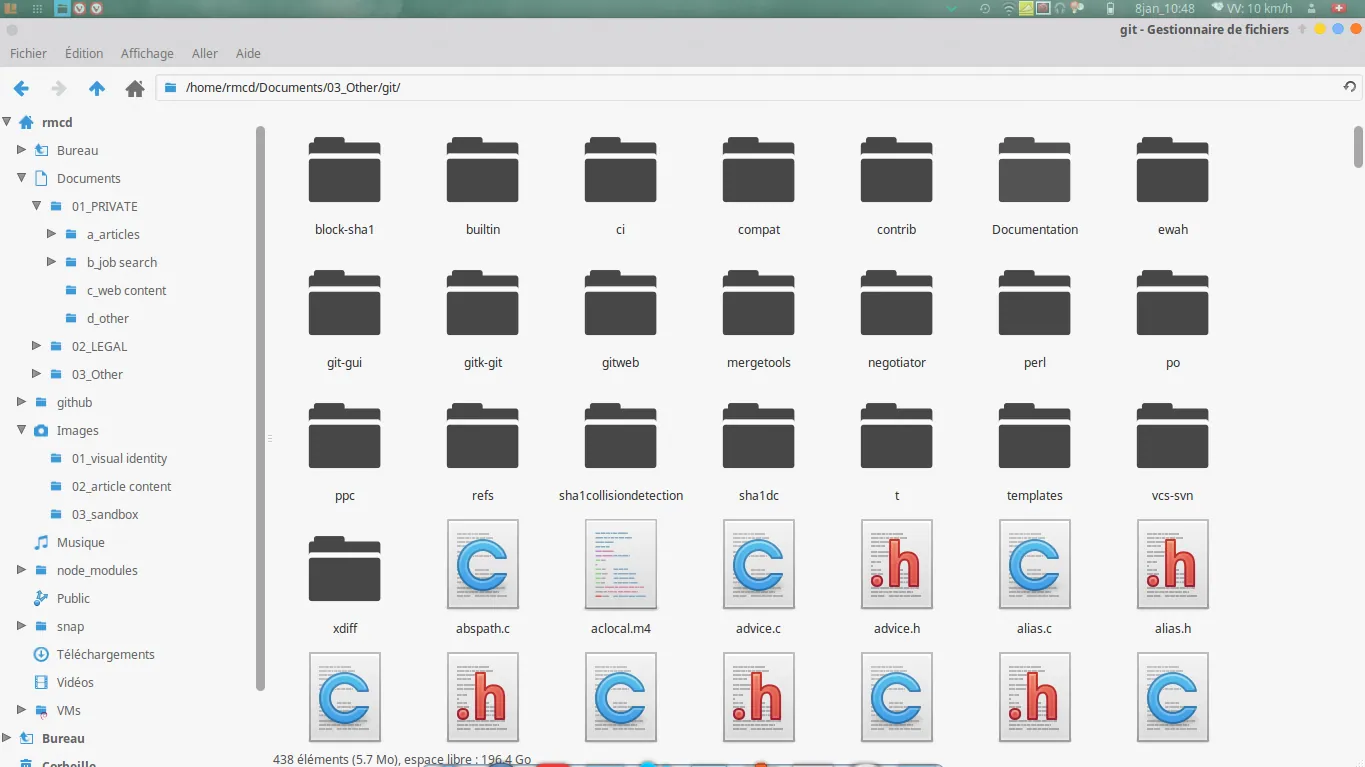 8jan_10:48 VV: 10 km/h
git - Gestionnaire de fichiers
Fichier Édition Affichage Aller Aide
/home/rmcd/Documents/03_Other/git/
rmcd
Bureau
Documents
01_PRIVATE
a_articles
b_job search
c_web content
d_other
02_LEGAL
03_Other
github
Images
01_visual identity
02_article content
03_sandbox
Musique
node_modules
Public
snap
Téléchargements
Vidéos
VMs
Bureau
Corbeille
block-sha1 builtin ci compat contrib Documentation ewah
git-gui gitk-git gitweb mergetools negotiator perl po
ppc refs sha1collisiondetection sha1dc t templates vcs-svn
xdiff abspath.c aclocal.m4 advice.c advice.h alias.c alias.h
438 éléments (5.7 Mo), espace libre : 196.4 Go